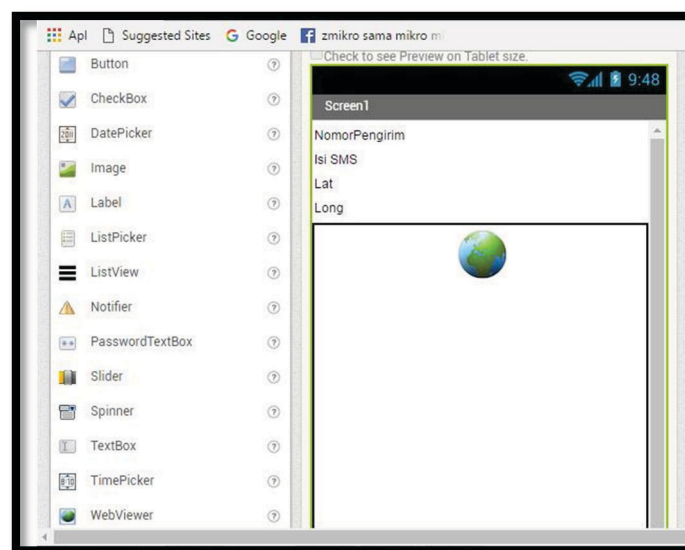 Apl Suggested Sites Google zmikro sama mikro mi
Button ?
CheckBox ?
DatePicker ?
Image ?
Label ?
ListPicker ?
ListView ?
Notifier ?
PasswordTextBox ?
Slider ?
Spinner ?
TextBox ?
TimePicker ?
WebViewer ?
Check to see Preview on Tablet size.
9:48
Screen1
NomorPengirim
Isi SMS
Lat
Long